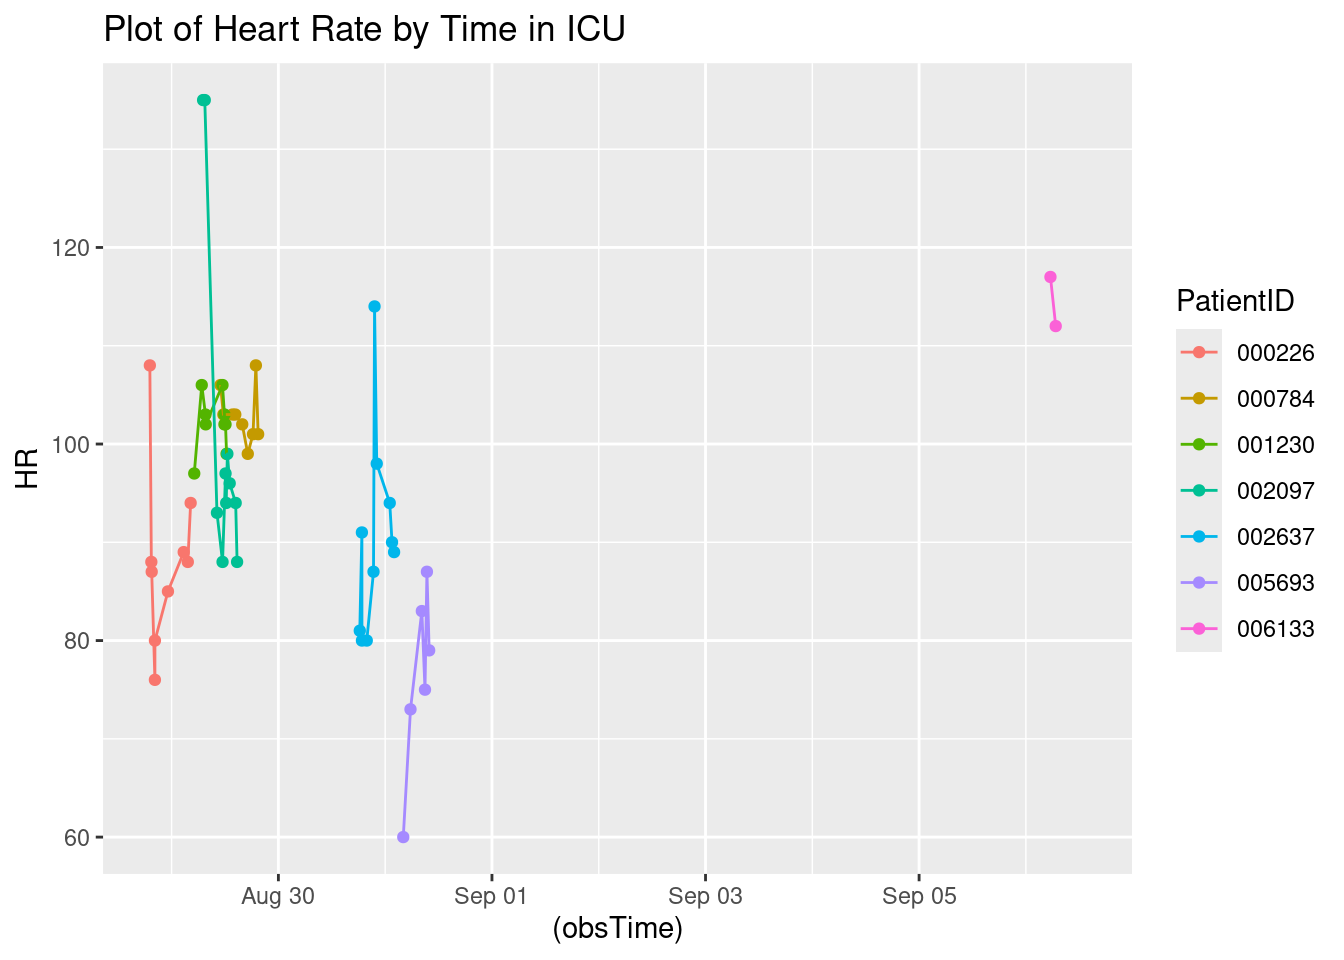 Plot of Heart Rate by Time in ICU
HR
120
100
80
60
Aug 30
Sep 01
Sep 03
Sep 05
(obsTime)
PatientID
000226
000784
001230
002097
002637
005693
006133